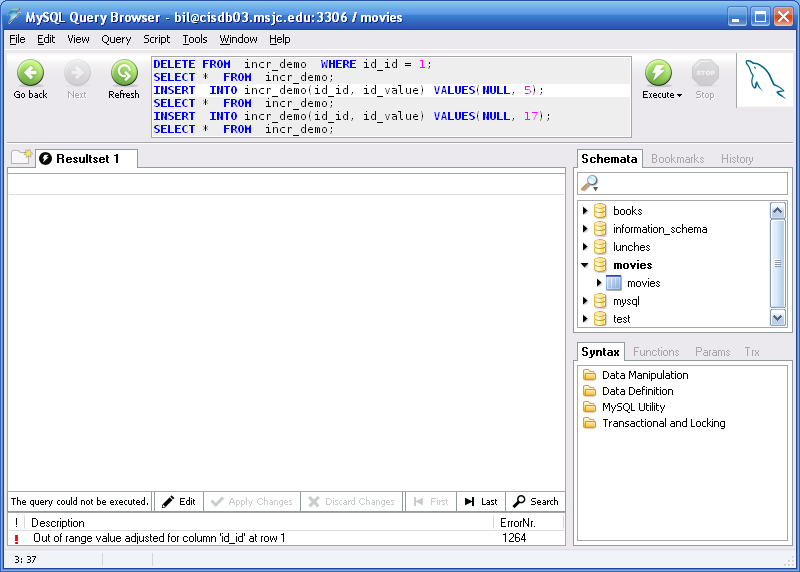 MySQL Query Browser - bil@cisdb03.msjc.edu:3306 / movies
File Edit View Query Script Tools Window Help
Go back Next Refresh
DELETE FROM incr_demo WHERE id_id = 1;
SELECT * FROM incr_demo;
INSERT INTO incr_demo(id_id, id_value) VALUES(NULL, 5);
SELECT * FROM incr_demo;
INSERT INTO incr_demo(id_id, id_value) VALUES(NULL, 17);
SELECT * FROM incr_demo;
Execute STOP Stop
Resultset 1
Schemata Bookmarks History
books
information_schema
lunches
movies
movies
mysql
test
Syntax Functions Params Trx
Data Manipulation
Data Definition
MySQL Utility
Transactional and Locking
The query could not be executed. Edit Apply Changes Discard Changes First Last Search
! Description ErrorNr.
! Out of range value adjusted for column 'id_id' at row 1 1264
3: 37